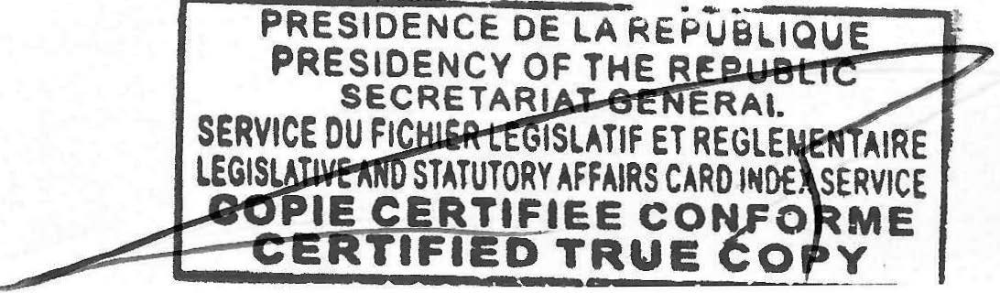 PRESIDENCE DE LA REPUBLIQUE
PRESIDENCY OF THE REPUBLIC
SECRETARIAT GENERAL
SERVICE DU FICHIER LEGISLATIF ET REGLEMENTAIRE
LEGISLATIVE AND STATUTORY AFFAIRS CARD INDEX SERVICE
COPIE CERTIFIEE CONFORME
CERTIFIED TRUE COPY